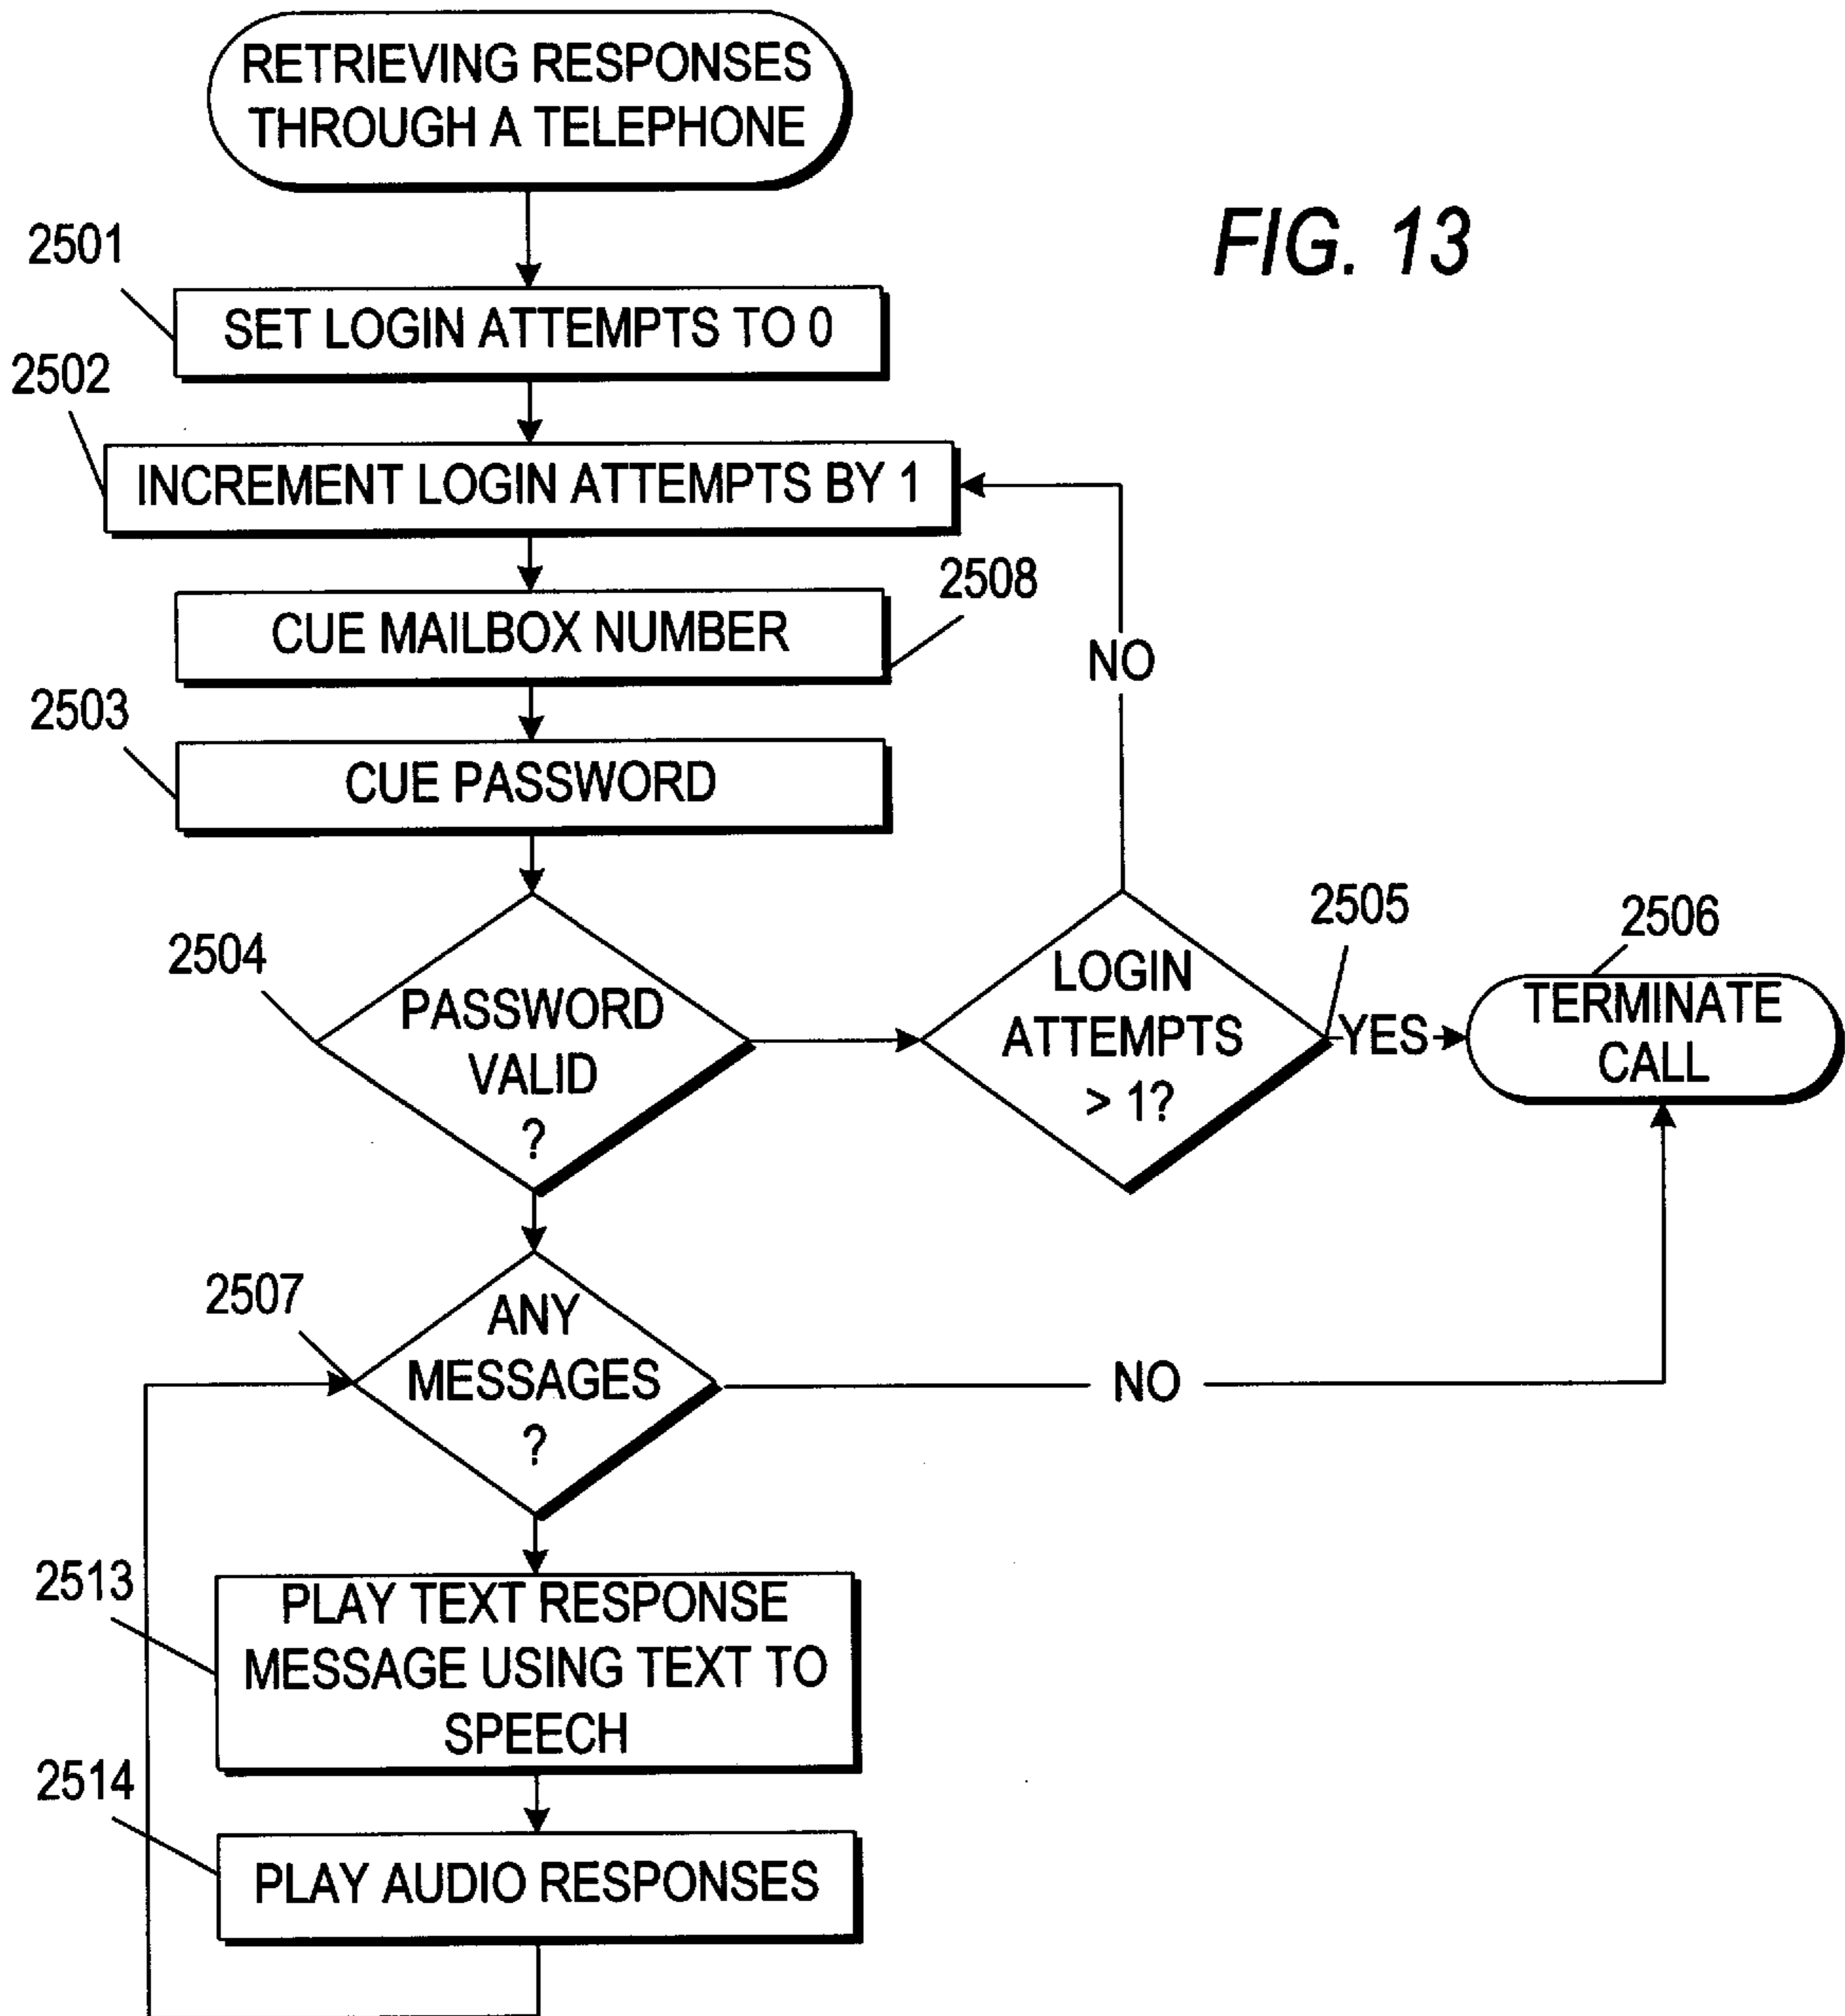 RETRIEVING RESPONSES
THROUGH A TELEPHONE
FIG. 13
2501
SET LOGIN ATTEMPTS TO 0
2502
INCREMENT LOGIN ATTEMPTS BY 1
2508
CUE MAILBOX NUMBER
NO
2503
CUE PASSWORD
2504
PASSWORD
VALID
?
2505
LOGIN
ATTEMPTS
> 1?
YES
2506
TERMINATE
CALL
2507
ANY
MESSAGES
?
NO
2513
PLAY TEXT RESPONSE
MESSAGE USING TEXT TO
SPEECH
2514
PLAY AUDIO RESPONSES